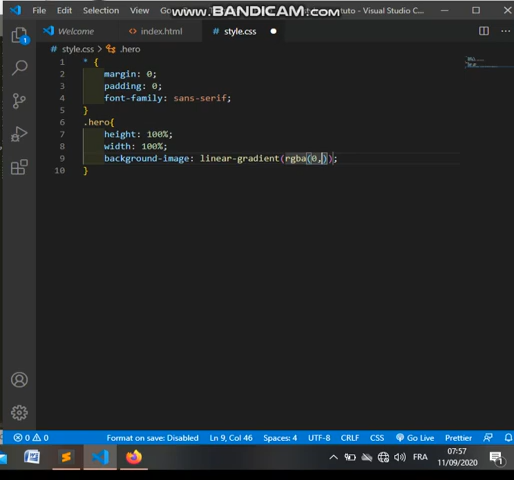 www.BANDICAM.com
File Edit Selection View tuto - Visual Studio C...
Welcome index.html style.css
style.css > .hero
1 * {
2 margin: 0;
3 padding: 0;
4 font-family: sans-serif;
5 }
6 .hero{
7 height: 100%;
8 width: 100%;
9 background-image: linear-gradient(rgba(0,));
10 }
0 0 Format on save: Disabled Ln 9, Col 46 Spaces: 4 UTF-8 CRLF CSS Go Live Prettier
FRA 07:57
11/09/2020